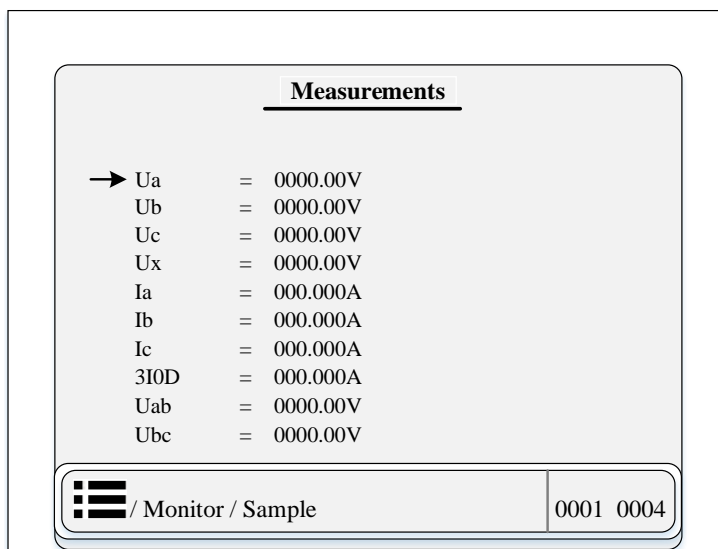 Measurements
Ua = 0000.00V
Ub = 0000.00V
Uc = 0000.00V
Ux = 0000.00V
Ia = 000.000A
Ib = 000.000A
Ic = 000.000A
3I0D = 000.000A
Uab = 0000.00V
Ubc = 0000.00V
/ Monitor / Sample 0001 0004